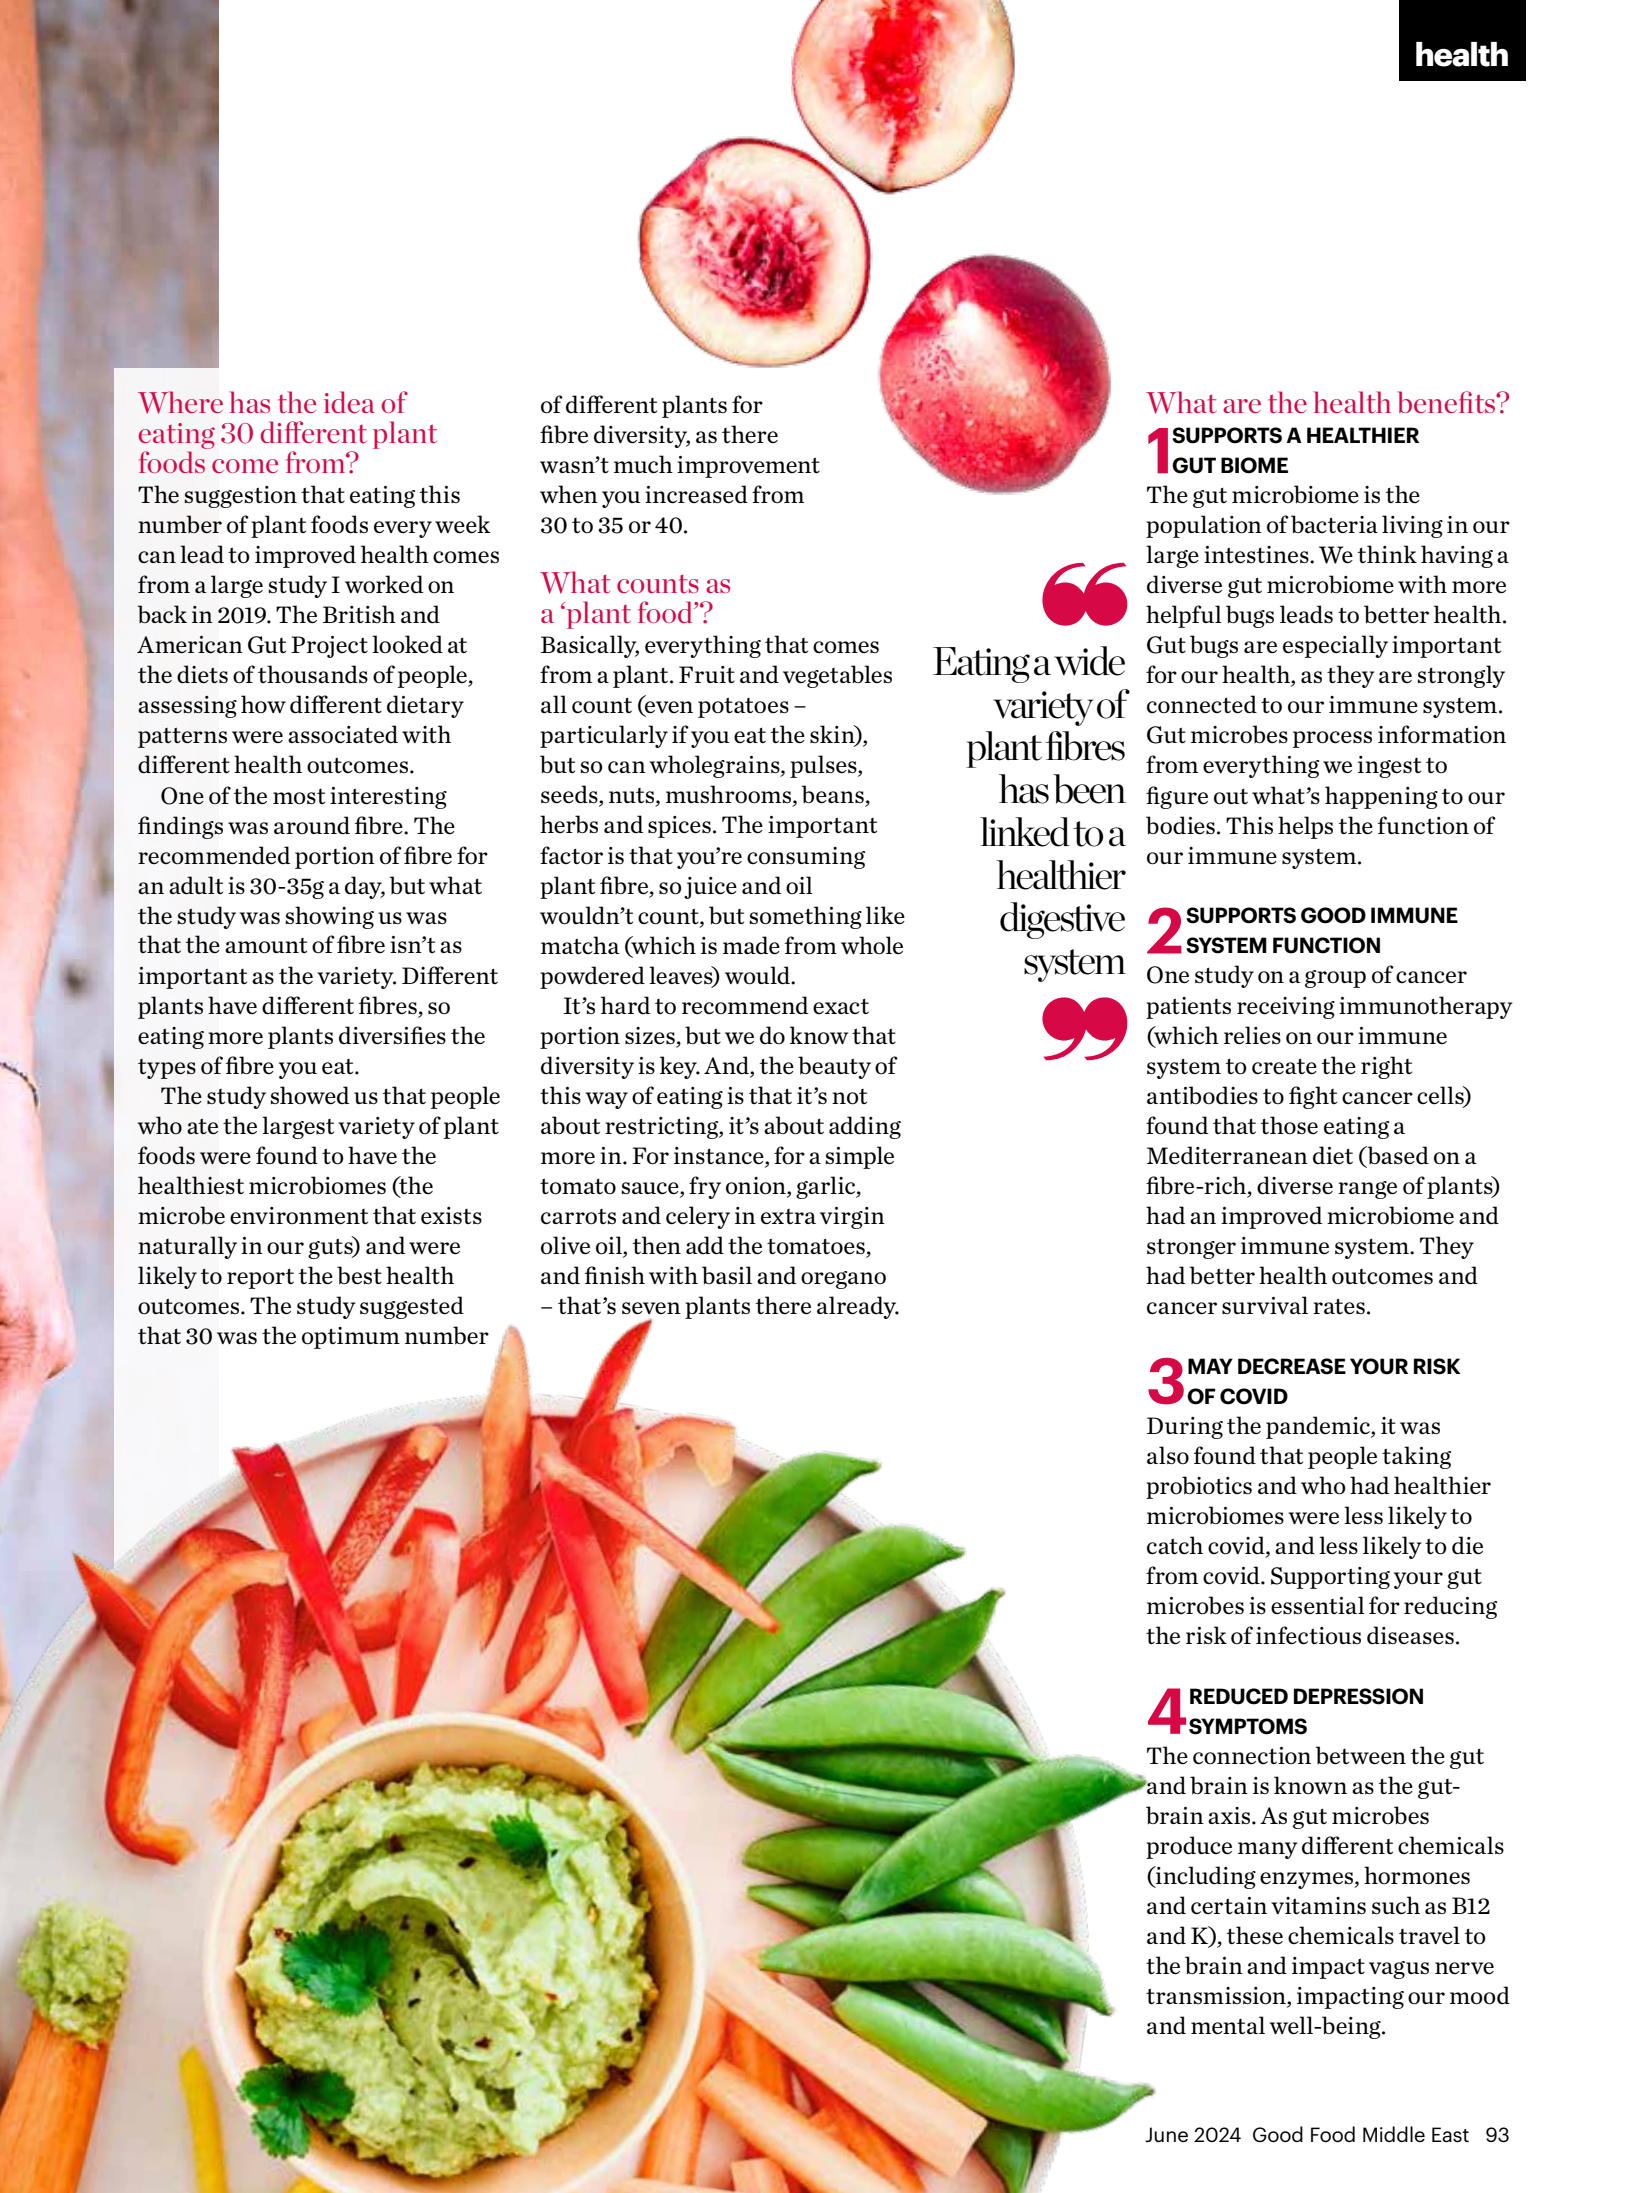 health
Where has the idea of
eating 30 different plant
foods come from?
The suggestion that eating this
number of plant foods every week
can lead to improved health comes
from a large study I worked on
back in 2019. The British and
American Gut Project looked at
the diets of thousands of people,
assessing how different dietary
patterns were associated with
different health outcomes.
One of the most interesting
findings was around fibre. The
recommended portion of fibre for
an adult is 30-35g a day, but what
the study was showing us was
that the amount of fibre isn’t as
important as the variety. Different
plants have different fibres, so
eating more plants diversifies the
types of fibre you eat.
The study showed us that people
who ate the largest variety of plant
foods were found to have the
healthiest microbiomes (the
microbe environment that exists
naturally in our guts) and were
likely to report the best health
outcomes. The study suggested
that 30 was the optimum number
of different plants for
fibre diversity, as there
wasn’t much improvement
when you increased from
30 to 35 or 40.
What counts as
a ‘plant food’?
Basically, everything that comes
from a plant. Fruit and vegetables
all count (even potatoes –
particularly if you eat the skin),
but so can wholegrains, pulses,
seeds, nuts, mushrooms, beans,
herbs and spices. The important
factor is that you’re consuming
plant fibre, so juice and oil
wouldn’t count, but something like
matcha (which is made from whole
powdered leaves) would.
It’s hard to recommend exact
portion sizes, but we do know that
diversity is key. And, the beauty of
this way of eating is that it’s not
about restricting, it’s about adding
more in. For instance, for a simple
tomato sauce, fry onion, garlic,
carrots and celery in extra virgin
olive oil, then add the tomatoes,
and finish with basil and oregano
– that’s seven plants there already.
“
Eating a wide
variety of
plant fibres
has been
linked to a
healthier
digestive
system
”
What are the health benefits?
1 SUPPORTS A HEALTHIER
GUT BIOME
The gut microbiome is the
population of bacteria living in our
large intestines. We think having a
diverse gut microbiome with more
helpful bugs leads to better health.
Gut bugs are especially important
for our health, as they are strongly
connected to our immune system.
Gut microbes process information
from everything we ingest to
figure out what’s happening to our
bodies. This helps the function of
our immune system.
2 SUPPORTS GOOD IMMUNE
SYSTEM FUNCTION
One study on a group of cancer
patients receiving immunotherapy
(which relies on our immune
system to create the right
antibodies to fight cancer cells)
found that those eating a
Mediterranean diet (based on a
fibre-rich, diverse range of plants)
had an improved microbiome and
stronger immune system. They
had better health outcomes and
cancer survival rates.
3 MAY DECREASE YOUR RISK
OF COVID
During the pandemic, it was
also found that people taking
probiotics and who had healthier
microbiomes were less likely to
catch covid, and less likely to die
from covid. Supporting your gut
microbes is essential for reducing
the risk of infectious diseases.
4 REDUCED DEPRESSION
SYMPTOMS
The connection between the gut
and brain is known as the gut-
brain axis. As gut microbes
produce many different chemicals
(including enzymes, hormones
and certain vitamins such as B12
and K), these chemicals travel to
the brain and impact vagus nerve
transmission, impacting our mood
and mental well-being.
June 2024 Good Food Middle East 93